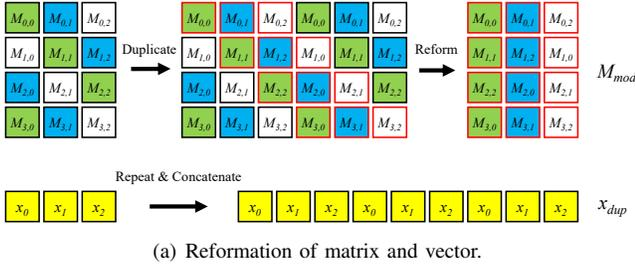 M0,0 M0,1 M0,2 M0,0 M0,1 M0,2 M0,0 M0,1 M0,2 M0,0 M0,1 M0,2
Duplicate Reform
M1,0 M1,1 M1,2 M1,0 M1,1 M1,2 M1,0 M1,1 M1,2 M1,1 M1,2 M1,0
Mmod
M2,0 M2,1 M2,2 M2,0 M2,1 M2,2 M2,0 M2,1 M2,2 M2,2 M2,0 M2,1
M3,0 M3,1 M3,2 M3,0 M3,1 M3,2 M3,0 M3,1 M3,2 M3,0 M3,1 M3,2
Repeat & Concatenate
x0 x1 x2 x0 x1 x2 x0 x1 x2 x0 x1 x2 xdup
(a) Reformation of matrix and vector.